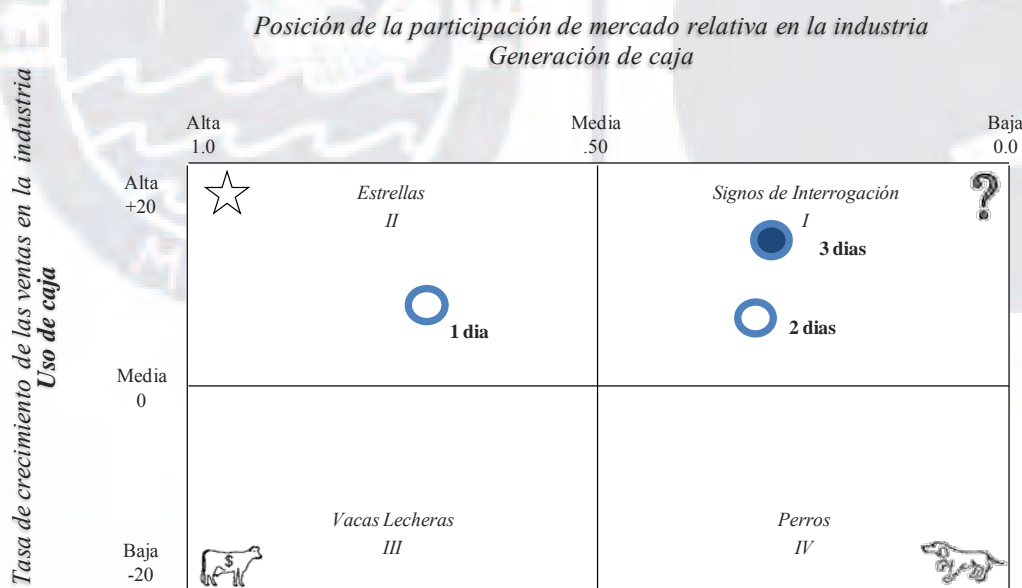 Posición de la participación de mercado relativa en la industria
Generación de caja
Tasa de crecimiento de las ventas en la industria
Uso de caja
Alta
1.0
Media
.50
Baja
0.0
Alta
+20
Estrellas
II
Signos de Interrogación
I
3 dias
1 dia
2 dias
Media
0
Vacas Lecheras
III
Perros
IV
Baja
-20
$